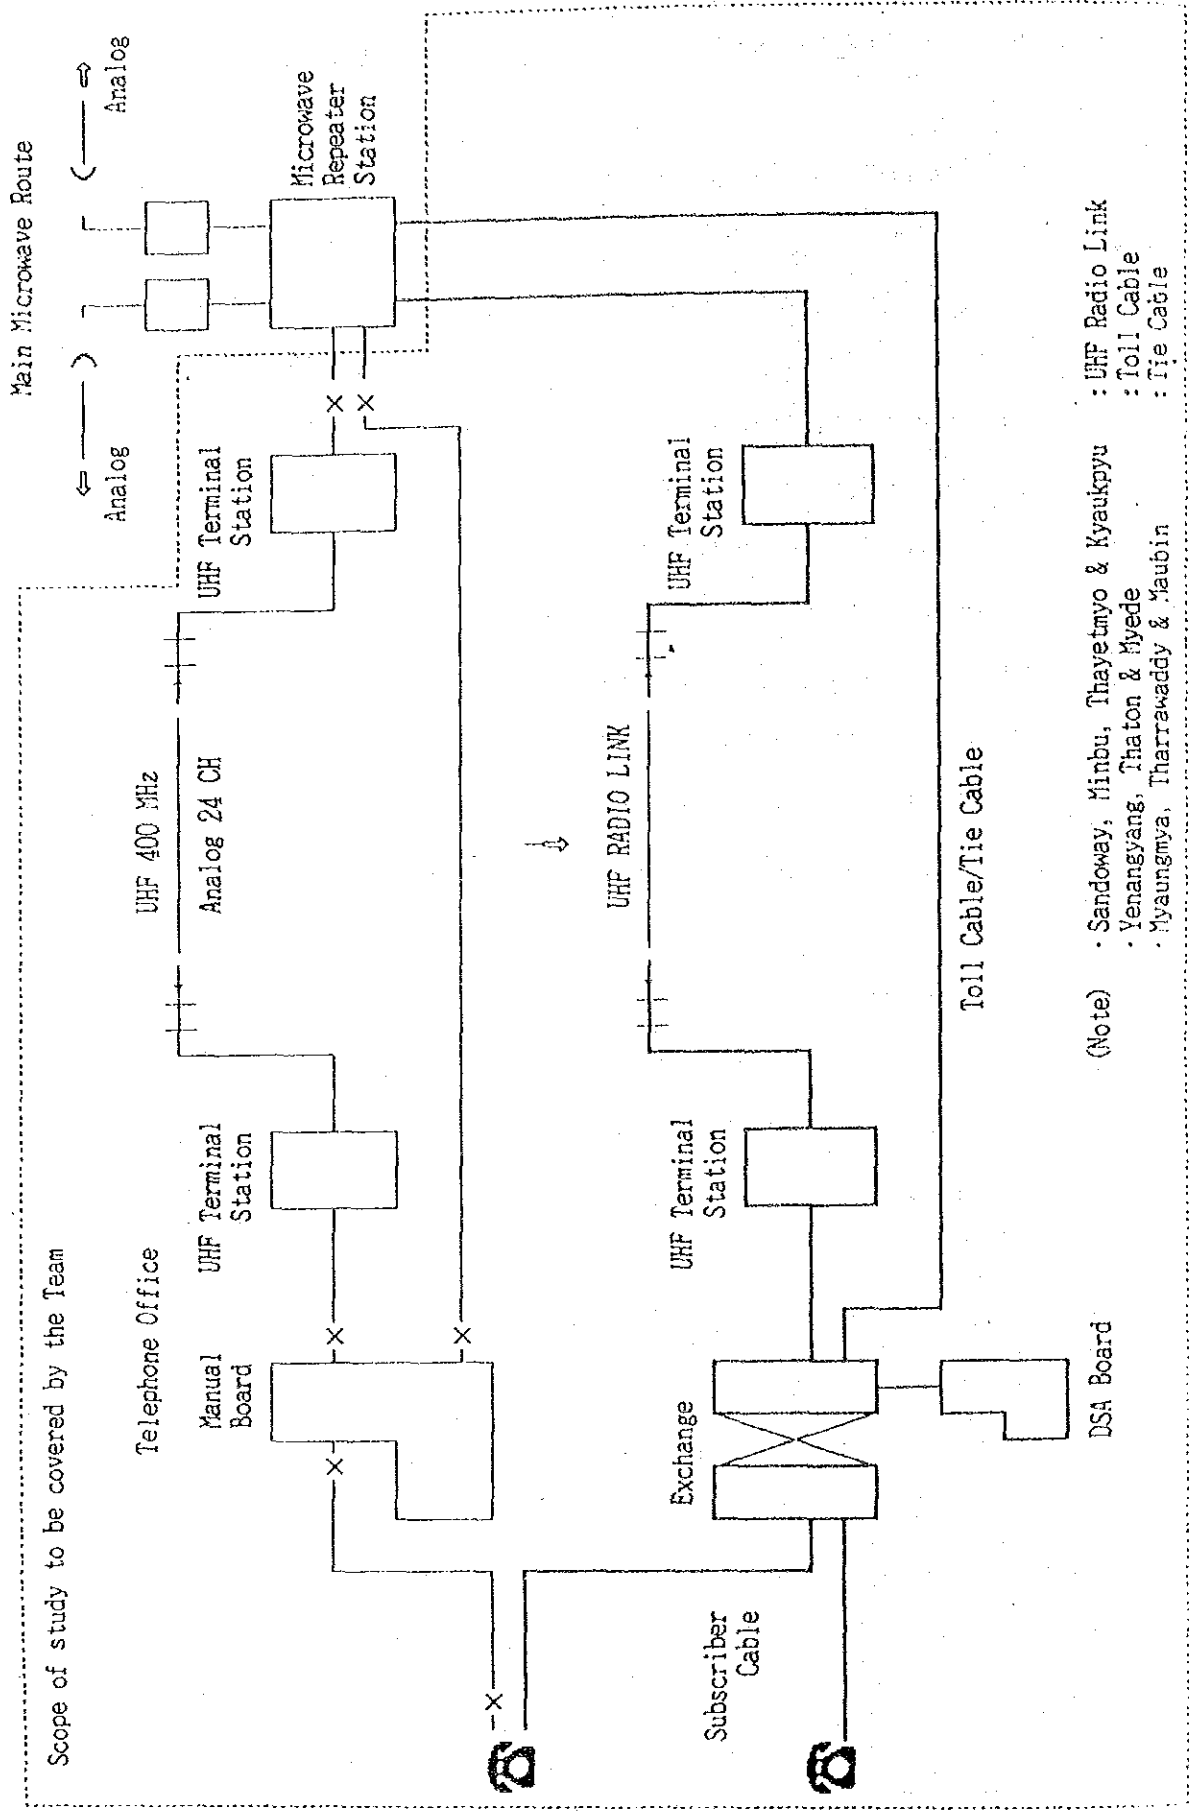 Scope of study to be covered by the Team
Main Microwave Route
Analog
Analog
Telephone Office
UHF 400 MHz
Analog 24 CH
Manual
Board
UHF Terminal
Station
UHF Terminal
Station
Microwave
Repeater
Station
UHF RADIO LINK
Subscriber
Cable
Exchange
UHF Terminal
Station
UHF Terminal
Station
Toll Cable/Tie Cable
DSA Board
(Note) · Sandoway, Minbu, Thayetmyo & Kyaukpyu : UHF Radio Link
· Yenangyang, Thaton & Myede : Toll Cable
· Myaungmya, Tharrawaddy & Maubin : Tie Cable